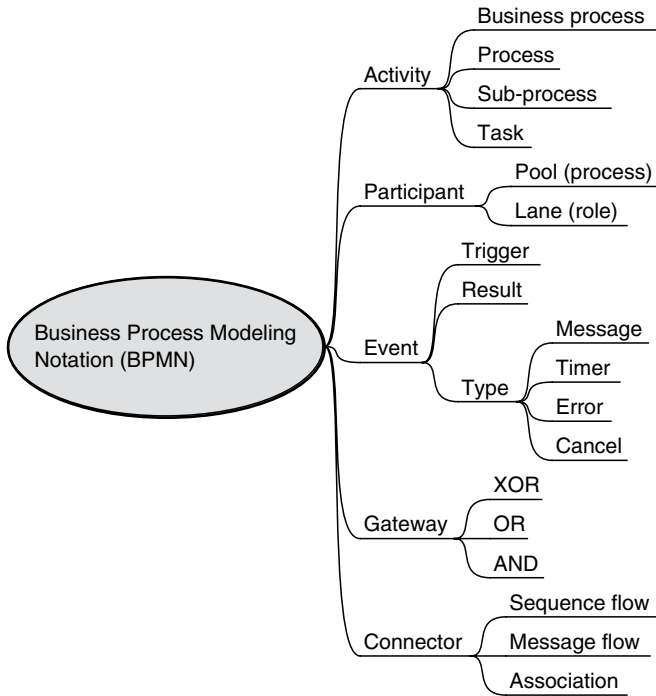 Business Process Modeling
Notation (BPMN)
Activity
Business process
Process
Sub-process
Task
Participant
Pool (process)
Lane (role)
Event
Trigger
Result
Type
Message
Timer
Error
Cancel
Gateway
XOR
OR
AND
Connector
Sequence flow
Message flow
Association